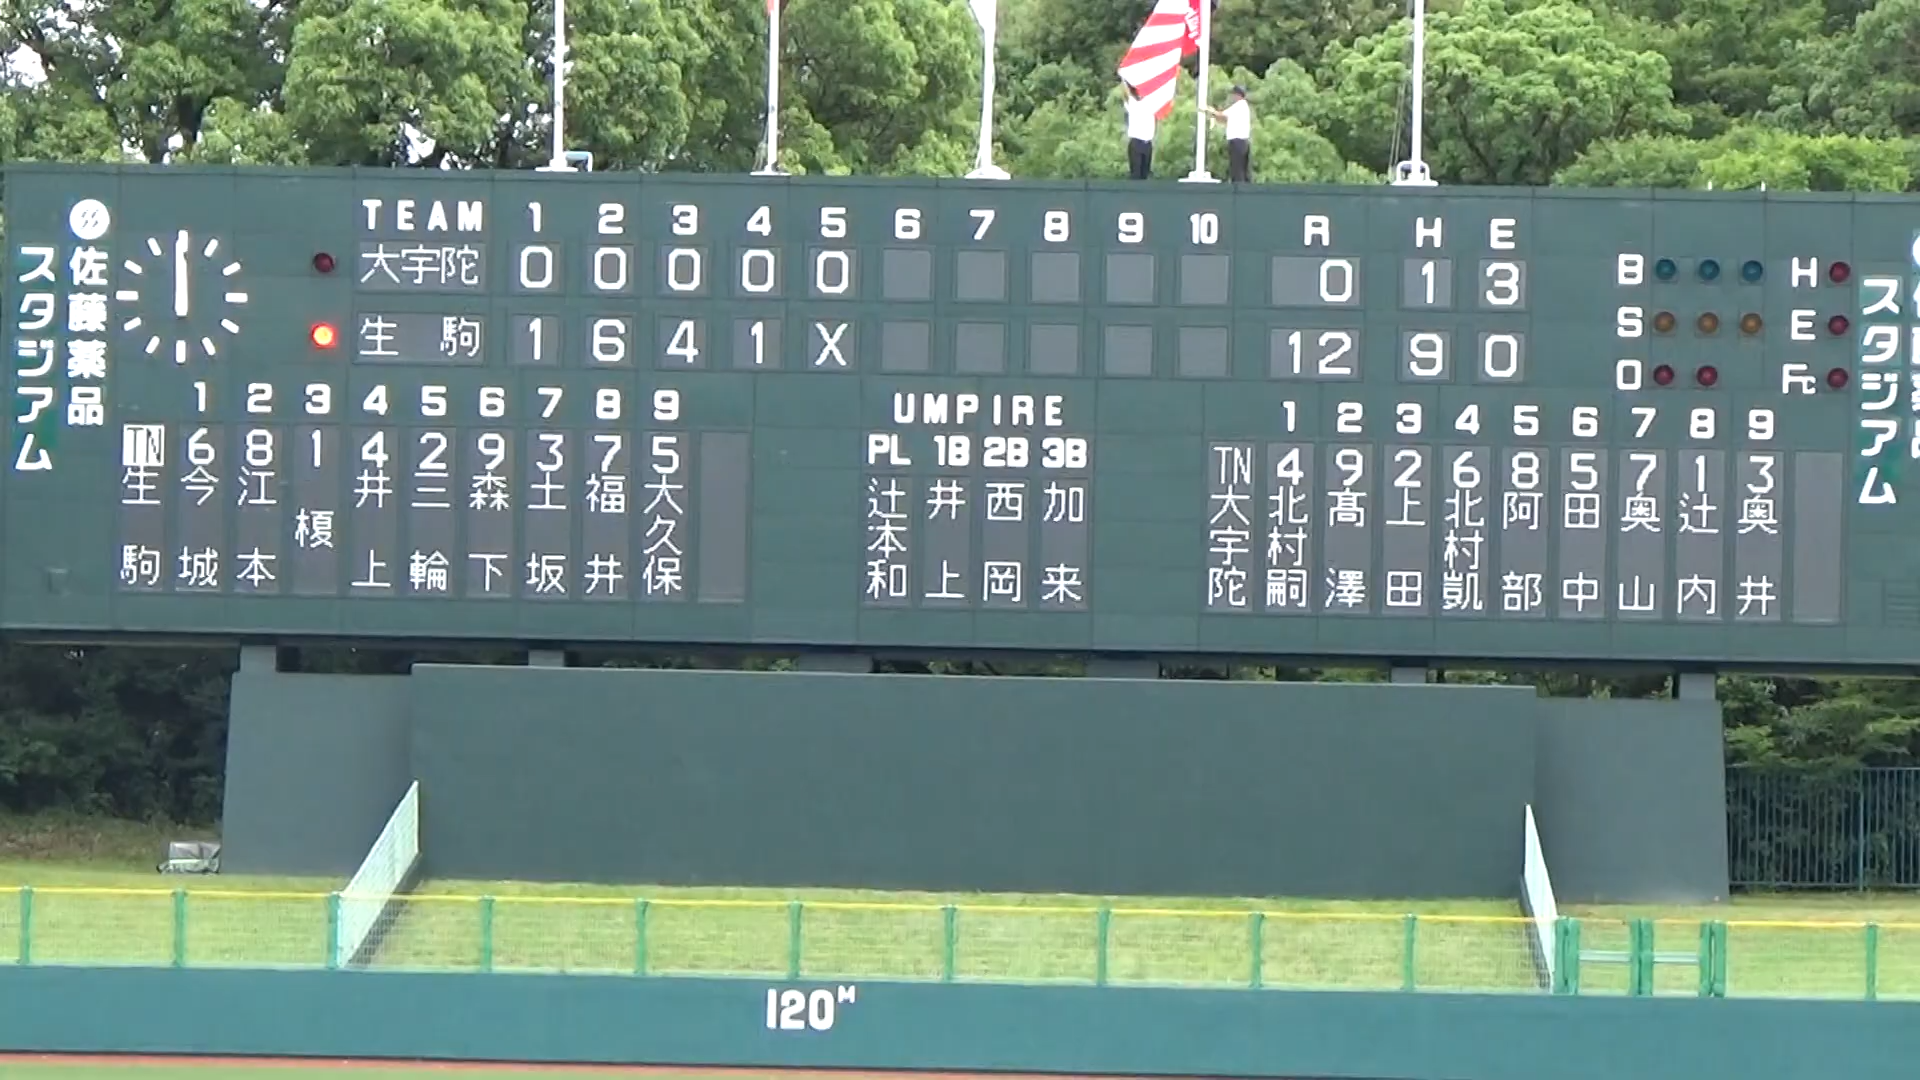 佐藤薬品
スタジアム
TEAM 1 2 3 4 5 6 7 8 9 10 R H E
大宇陀 0 0 0 0 0 0 1 3
生駒 1 6 4 1 X 12 9 0
B H
S E
O Fc
1 2 3 4 5 6 7 8 9
TN 6 8 1 4 2 9 3 7 5
生駒 今城 江本 榎 井上 三輪 森下 土坂 福井 大久保
UMPIRE
PL 1B 2B 3B
辻本和 井上 西岡 加来
1 2 3 4 5 6 7 8 9
TN 4 9 2 6 8 5 7 1 3
大宇陀 北村嗣 髙澤 上田 北村凱 阿部 田中 奥山 辻内 奥井
スタジアム
120M